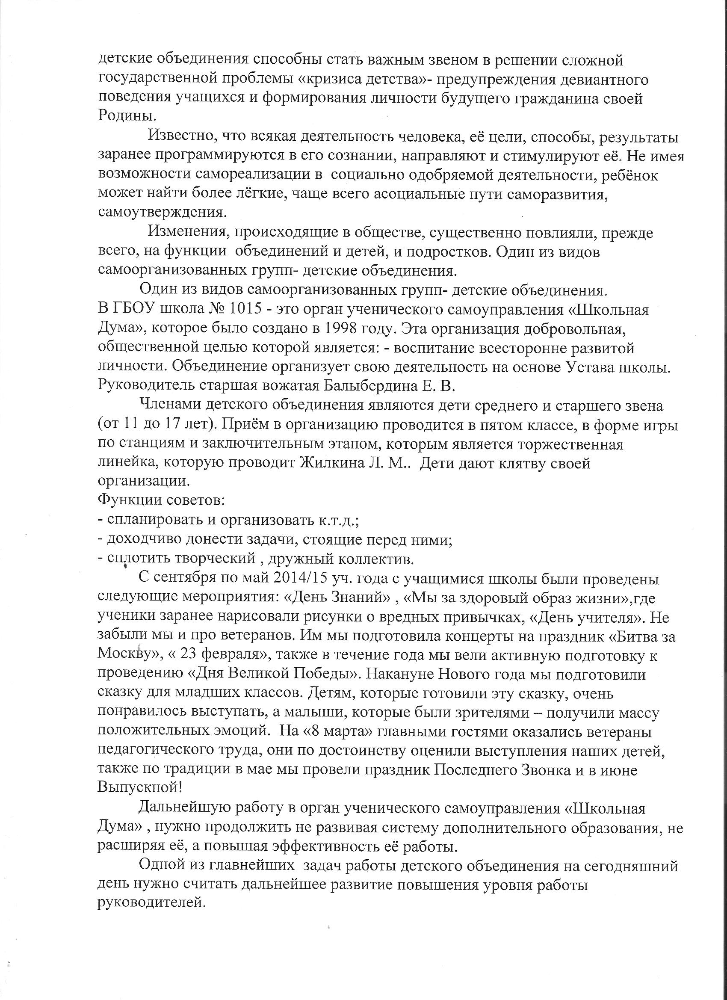 детские объединения способны стать важным звеном в решении сложной
государственной проблемы «кризиса детства»- предупреждения девиантного
поведения учащихся и формирования личности будущего гражданина своей
Родины.
Известно, что всякая деятельность человека, её цели, способы, результаты
заранее программируются в его сознании, направляют и стимулируют её. Не имея
возможности самореализации в  социально одобряемой деятельности, ребёнок
может найти более лёгкие, чаще всего асоциальные пути саморазвития,
самоутверждения.
Изменения, происходящие в обществе, существенно повлияли, прежде
всего, на функции  объединений и детей, и подростков. Один из видов
самоорганизованных групп- детские объединения.
Один из видов самоорганизованных групп- детские объединения.
В ГБОУ школа № 1015 - это орган ученического самоуправления «Школьная
Дума», которое было создано в 1998 году. Эта организация добровольная,
общественной целью которой является: - воспитание всесторонне развитой
личности. Объединение организует свою деятельность на основе Устава школы.
Руководитель старшая вожатая Балыбердина Е. В.
Членами детского объединения являются дети среднего и старшего звена
(от 11 до 17 лет). Приём в организацию проводится в пятом классе, в форме игры
по станциям и заключительным этапом, которым является торжественная
линейка, которую проводит Жилкина Л. М..  Дети дают клятву своей
организации.
Функции советов:
- спланировать и организовать к.т.д.;
- доходчиво донести задачи, стоящие перед ними;
- сплотить творческий , дружный коллектив.
С сентября по май 2014/15 уч. года с учащимися школы были проведены
следующие мероприятия: «День Знаний» , «Мы за здоровый образ жизни»,где
ученики заранее нарисовали рисунки о вредных привычках, «День учителя». Не
забыли мы и про ветеранов. Им мы подготовила концерты на праздник «Битва за
Москву», « 23 февраля», также в течение года мы вели активную подготовку к
проведению «Дня Великой Победы». Накануне Нового года мы подготовили
сказку для младших классов. Детям, которые готовили эту сказку, очень
понравилось выступать, а малыши, которые были зрителями – получили массу
положительных эмоций.  На «8 марта» главными гостями оказались ветераны
педагогического труда, они по достоинству оценили выступления наших детей,
также по традиции в мае мы провели праздник Последнего Звонка и в июне
Выпускной!
Дальнейшую работу в орган ученического самоуправления «Школьная
Дума» , нужно продолжить не развивая систему дополнительного образования, не
расширяя её, а повышая эффективность её работы.
Одной из главнейших  задач работы детского объединения на сегодняшний
день нужно считать дальнейшее развитие повышения уровня работы
руководителей.